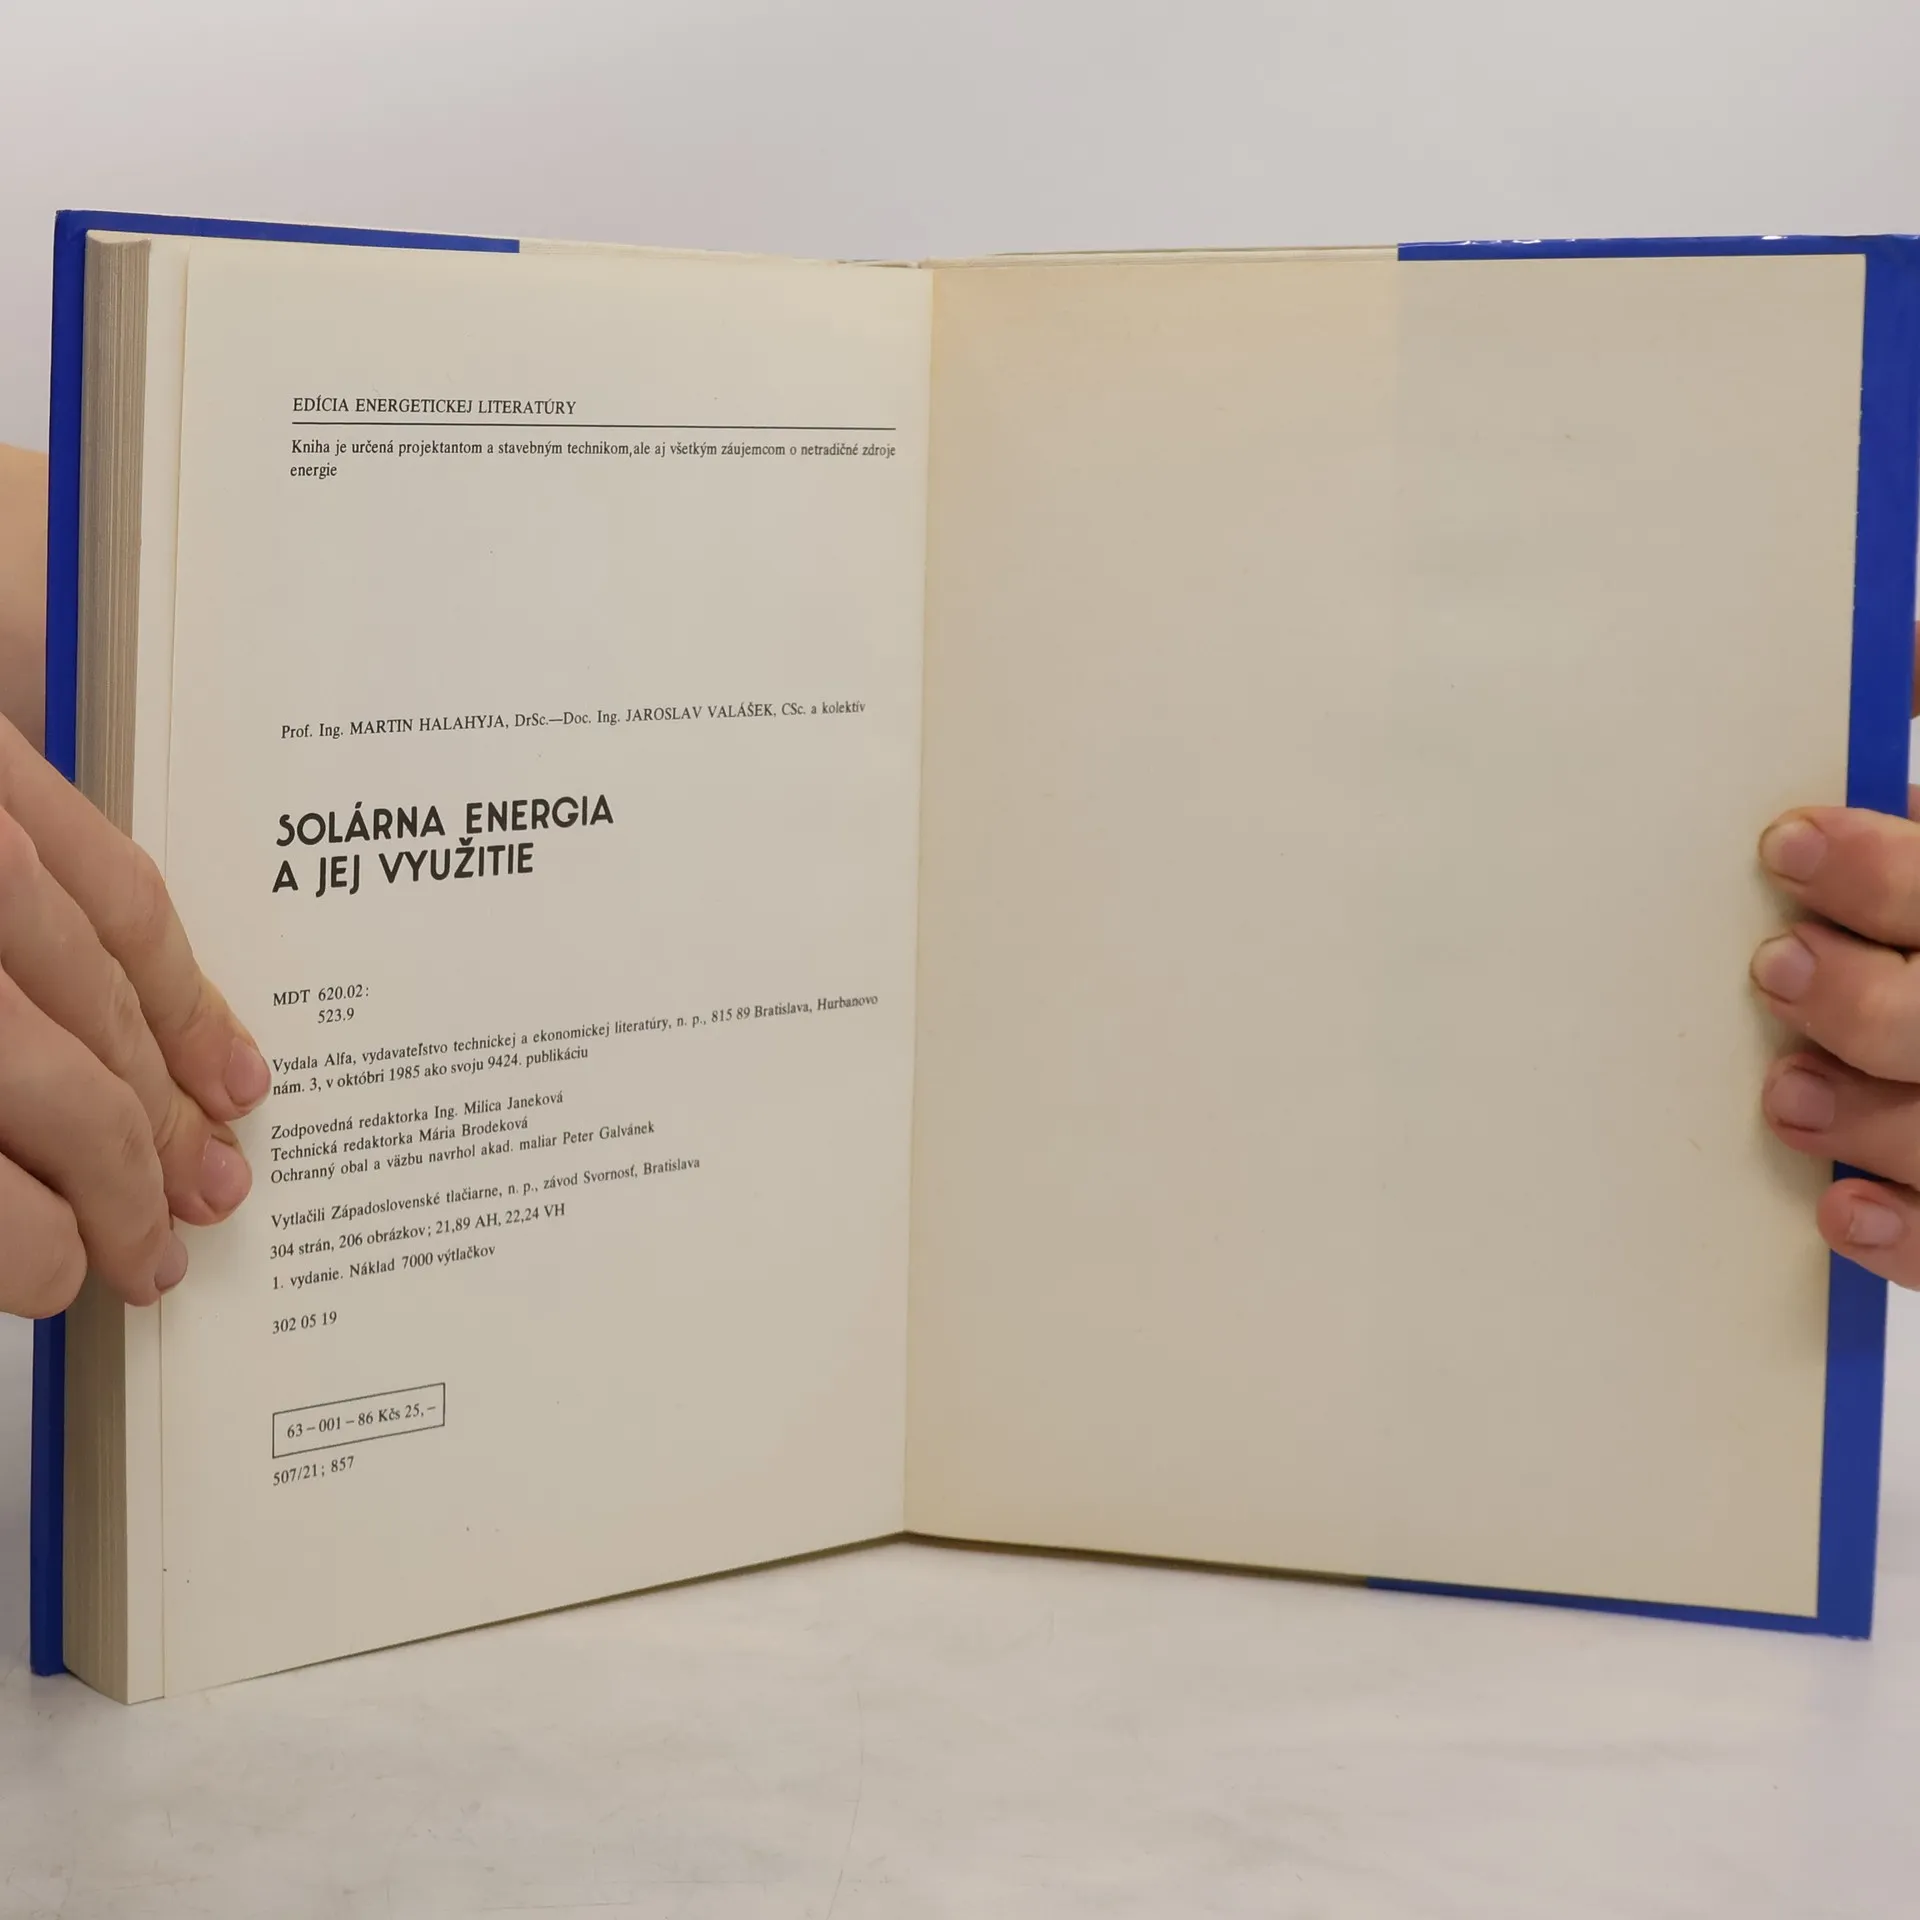 EDÍCIA ENERGETICKEJ LITERATÚRY
Kniha je určená projektantom a stavebným technikom,ale aj všetkým záujemcom o netradičné zdroje
energie
Prof. Ing. MARTIN HALAHYJA, DrSc.—Doc. Ing. JAROSLAV VALÁŠEK, CSc. a kolektív
SOLÁRNA ENERGIA
A JEJ VYUŽITIE
MDT 620.02:
523.9
Vydala Alfa, vydavateľstvo technickej a ekonomickej literatúry, n. p., 815 89 Bratislava, Hurbanovo
nám. 3, v októbri 1985 ako svoju 9424. publikáciu
Zodpovedná redaktorka Ing. Milica Janeková
Technická redaktorka Mária Brodeková
Ochranný obal a väzbu navrhol akad. maliar Peter Galvánek
Vytlačili Západoslovenské tlačiarne, n. p., závod Svornosť, Bratislava
304 strán, 206 obrázkov; 21,89 AH, 22,24 VH
1. vydanie. Náklad 7000 výtlačkov
302 05 19
63–001–86 Kčs 25,–
507/21; 857